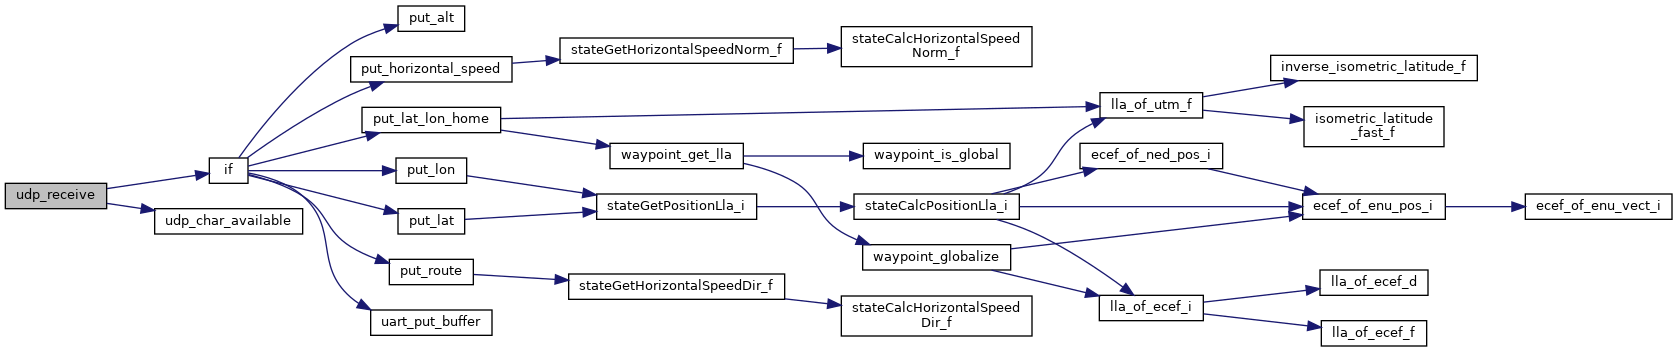 udp_receive
if
udp_char_available
put_alt
put_horizontal_speed
put_lat_lon_home
put_lon
put_lat
put_route
uart_put_buffer
stateGetHorizontalSpeedNorm_f
waypoint_get_lla
stateGetPositionLla_i
stateGetHorizontalSpeedDir_f
stateCalcHorizontalSpeed
Norm_f
waypoint_is_global
stateCalcPositionLla_i
waypoint_globalize
stateCalcHorizontalSpeed
Dir_f
lla_of_utm_f
ecef_of_ned_pos_i
lla_of_ecef_i
inverse_isometric_latitude_f
isometric_latitude
_fast_f
ecef_of_enu_pos_i
lla_of_ecef_d
lla_of_ecef_f
ecef_of_enu_vect_i